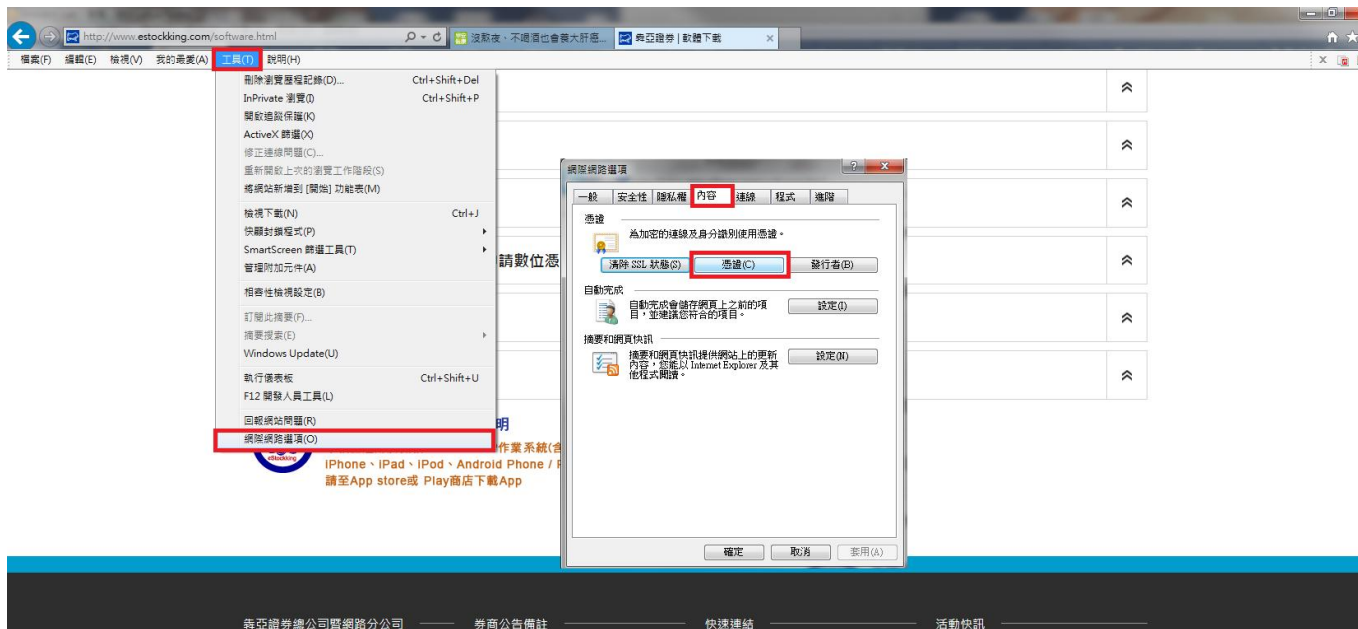 http://www.estockking.com/software.html
沒熬夜、不喝酒也會養大肝癌...
犇亞證券 | 軟體下載
檔案(F) 編輯(E) 檢視(V) 我的最愛(A) 工具(T) 說明(H)
刪除瀏覽歷程記錄(D)... Ctrl+Shift+Del
InPrivate 瀏覽(I) Ctrl+Shift+P
開啟追蹤保護(K)
ActiveX 篩選(X)
修正連線問題(C)...
重新開啟上次的瀏覽工作階段(S)
將網站新增到 [開始] 功能表(M)
檢視下載(N) Ctrl+J
快顯封鎖程式(P)
SmartScreen 篩選工具(T)
管理附加元件(A)
相容性檢視設定(B)
訂閱此摘要(F)...
摘要搜索(E)
Windows Update(U)
執行儀表板 Ctrl+Shift+U
F12 開發人員工具(L)
回報網站問題(R)
網際網路選項(O)
請數位憑
明
作業系統(含
eStockking
iPhone、iPad、iPod、Android Phone / P
請至App store或 Play商店下載App
網際網路選項
一般 安全性 隱私權 內容 連線 程式 進階
憑證
為加密的連線及身分識別使用憑證。
清除 SSL 狀態(S) 憑證(C) 發行者(B)
自動完成
自動完成會儲存網頁上之前的項 設定(I)
目，並建議您符合的項目。
摘要和網頁快訊
摘要和網頁快訊提供網站上的更新 設定(N)
內容，您能以 Internet Explorer 及其
他程式閱讀。
確定 取消 套用(A)
犇亞證券總公司暨網路分公司 券商公告備註 快速連結 活動快訊